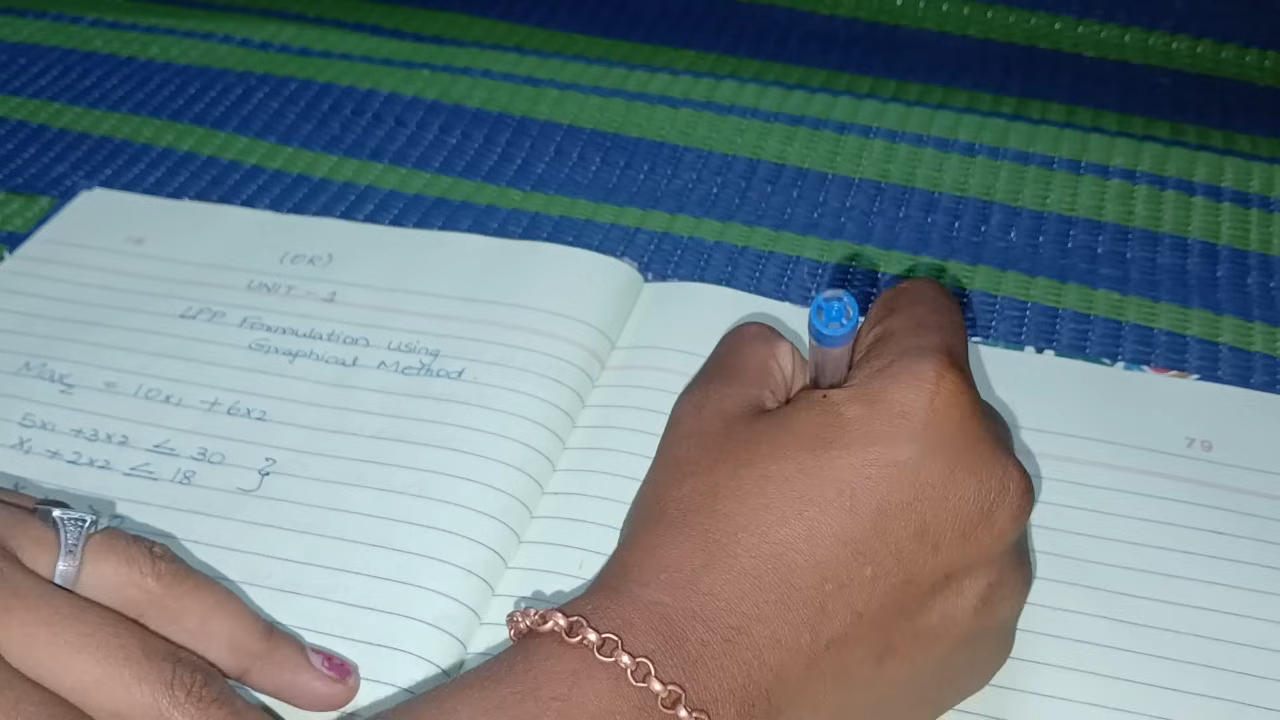 (OR)
UNIT - 1
LPP Formulation using
Graphical Method.
Max z = 10x1 + 6x2
5x1 + 3x2 ≤ 30
x1 + 2x2 ≤ 18 }
79